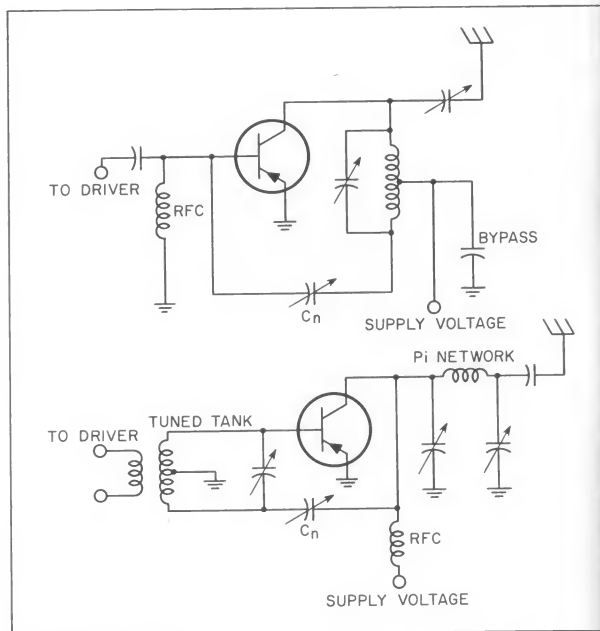 TO DRIVER
RFC
Cn
BYPASS
SUPPLY VOLTAGE
Pi NETWORK
TO DRIVER
TUNED TANK
Cn
RFC
SUPPLY VOLTAGE